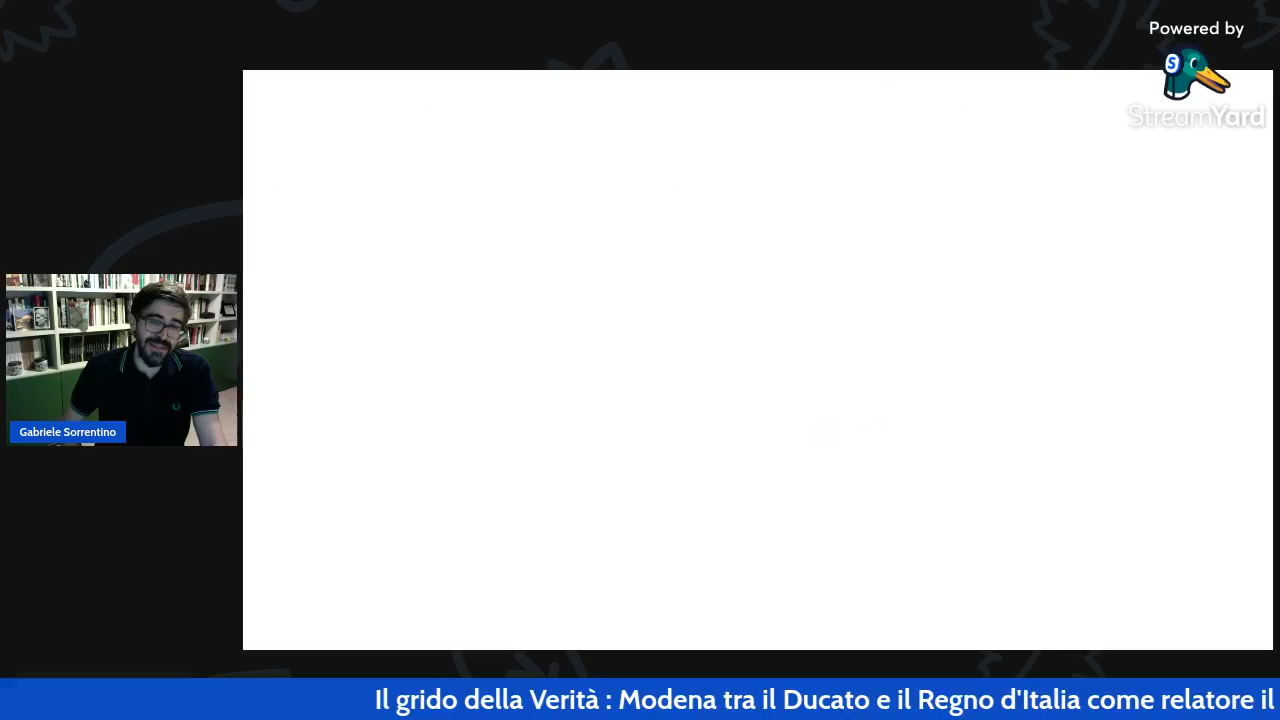 Powered by
S
StreamYard
Gabriele Sorrentino
Il grido della Verità : Modena tra il Ducato e il Regno d'Italia come relatore il